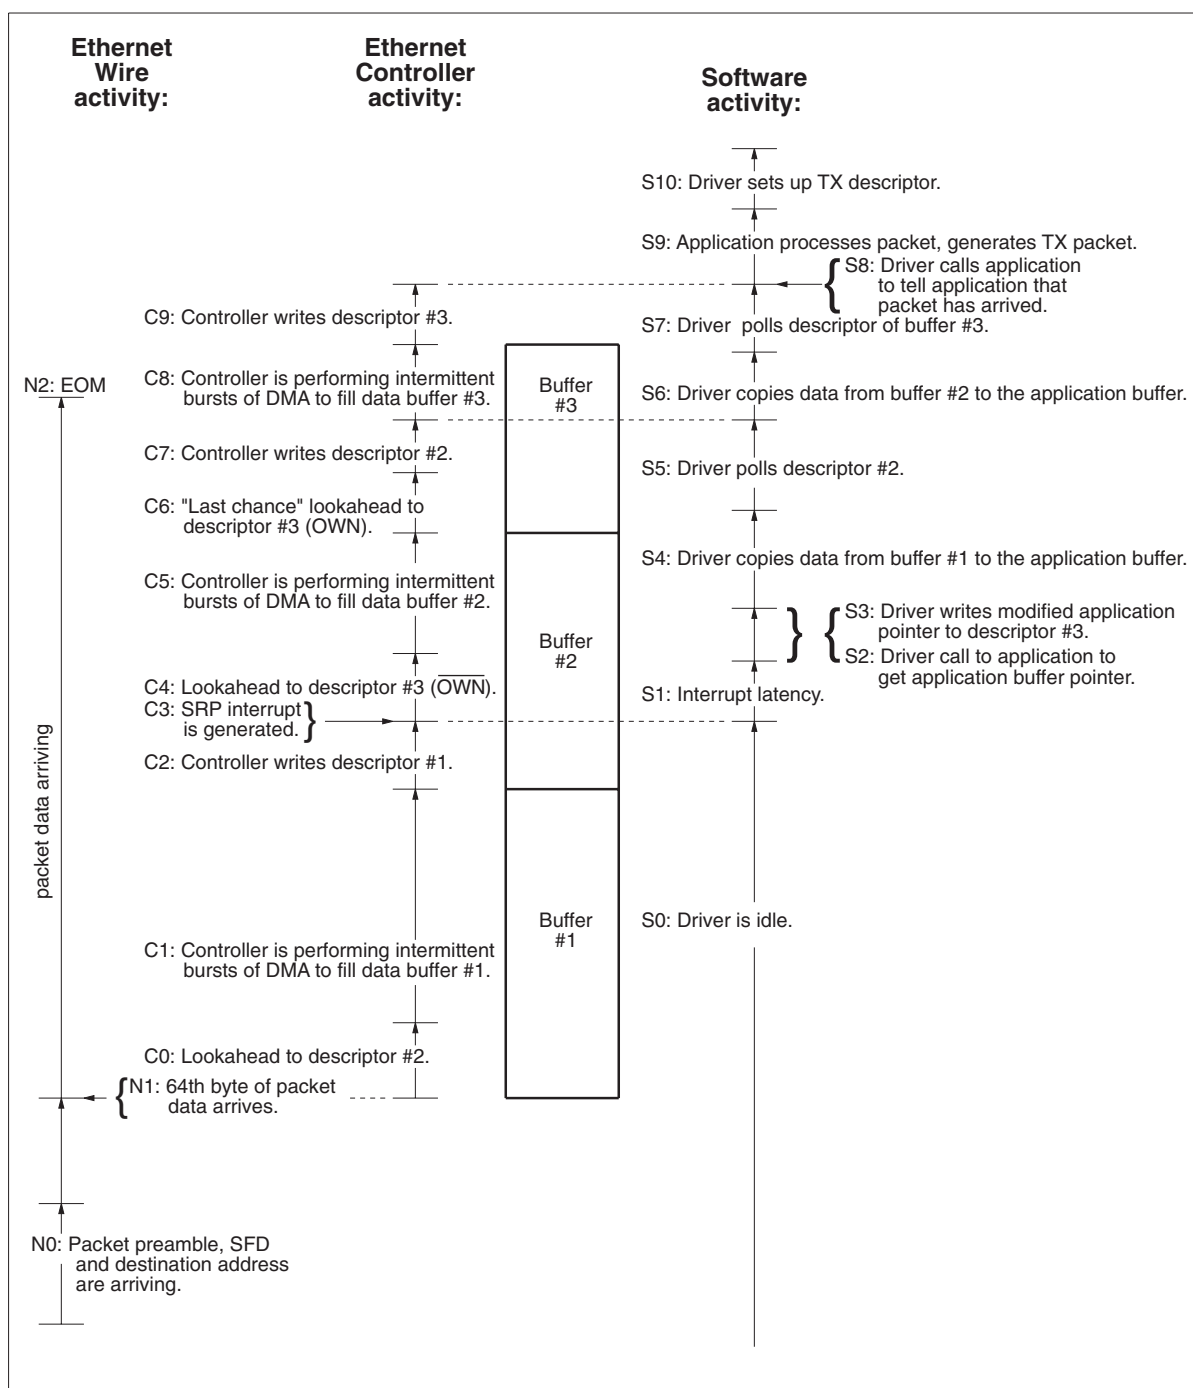 Ethernet
Wire
activity:
Ethernet
Controller
activity:
Software
activity:
S10: Driver sets up TX descriptor.
S9: Application processes packet, generates TX packet.
S8: Driver calls application
to tell application that
packet has arrived.
C9: Controller writes descriptor #3.
S7: Driver polls descriptor of buffer #3.
N2: EOM
C8: Controller is performing intermittent
bursts of DMA to fill data buffer #3.
Buffer
#3
S6: Driver copies data from buffer #2 to the application buffer.
C7: Controller writes descriptor #2.
S5: Driver polls descriptor #2.
C6: "Last chance" lookahead to
descriptor #3 (OWN).
S4: Driver copies data from buffer #1 to the application buffer.
C5: Controller is performing intermittent
bursts of DMA to fill data buffer #2.
Buffer
#2
S3: Driver writes modified application
pointer to descriptor #3.
S2: Driver call to application to
get application buffer pointer.
C4: Lookahead to descriptor #3 (O̅W̅N̅).
S1: Interrupt latency.
C3: SRP interrupt
is generated.
C2: Controller writes descriptor #1.
packet data arriving
Buffer
#1
S0: Driver is idle.
C1: Controller is performing intermittent
bursts of DMA to fill data buffer #1.
C0: Lookahead to descriptor #2.
N1: 64th byte of packet
data arrives.
N0: Packet preamble, SFD
and destination address
are arriving.